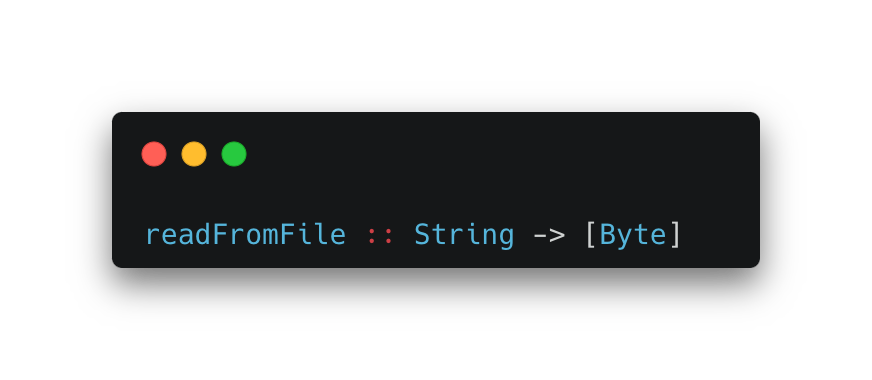 readFromFile :: String -> [Byte]